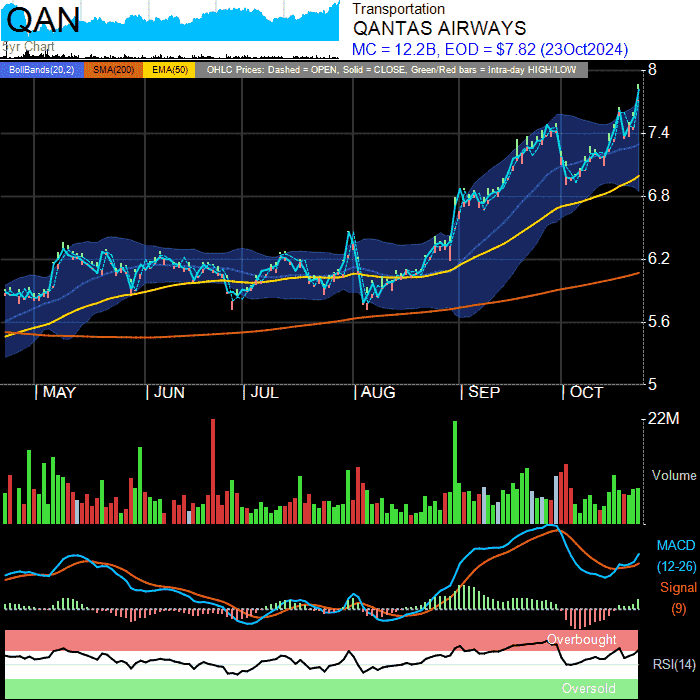 QAN
5yr Chart
Transportation
QANTAS AIRWAYS
MC = 12.2B, EOD = $7.82 (23Oct2024)
BollBands(20,2) SMA(200) EMA(50) OHLC Prices: Dashed = OPEN, Solid = CLOSE, Green/Red bars = Intra-day HIGH/LOW
8
7.4
6.8
6.2
5.6
5
| MAY | JUN | JUL | AUG | SEP | OCT
22M
Volume
MACD
(12-26)
Signal
(9)
Overbought
RSI(14)
Oversold